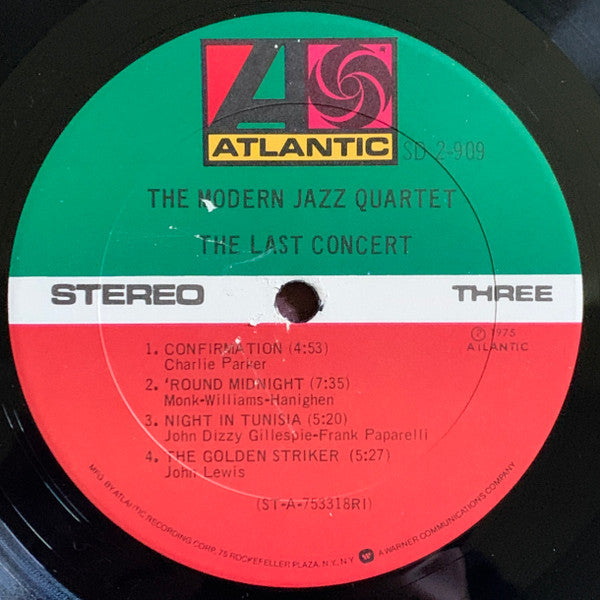 ATLANTIC
SD 2-909
THE MODERN JAZZ QUARTET
THE LAST CONCERT
STEREO
THREE
℗ 1975
ATLANTIC
1. CONFIRMATION (4:53)
Charlie Parker
2. 'ROUND MIDNIGHT (7:35)
Monk-Williams-Hanighen
3. NIGHT IN TUNISIA (5:20)
John Dizzy Gillespie-Frank Paparelli
4. THE GOLDEN STRIKER (5:27)
John Lewis
(ST-A-753318RI)
MFG. BY ATLANTIC RECORDING CORP., 75 ROCKEFELLER PLAZA, N.Y., N.Y. A WARNER COMMUNICATIONS COMPANY